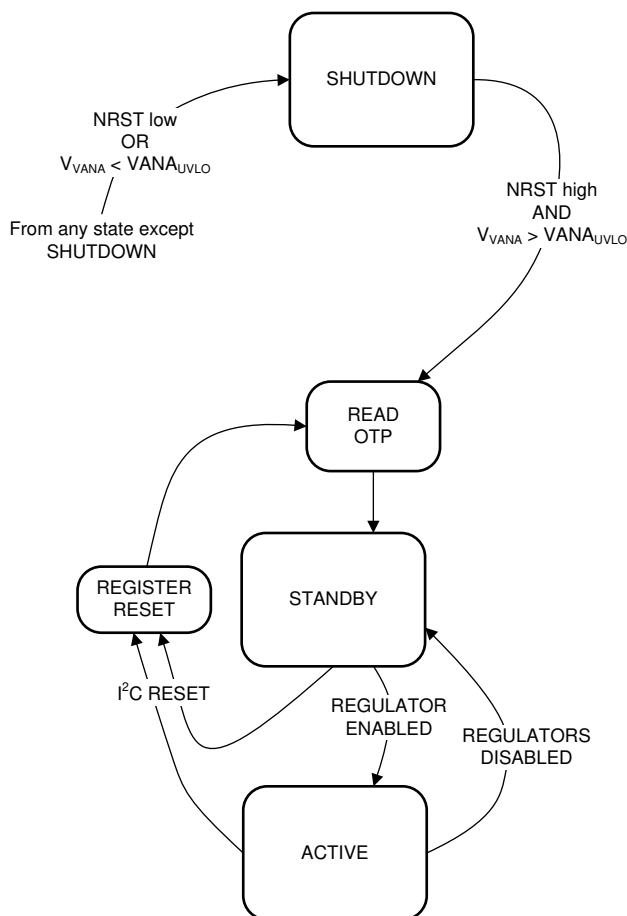 SHUTDOWN
NRST low
OR
V_VANA < VANA_UVLO
From any state except
SHUTDOWN
NRST high
AND
V_VANA > VANA_UVLO
READ
OTP
REGISTER
RESET
STANDBY
I²C RESET
REGULATOR
ENABLED
REGULATORS
DISABLED
ACTIVE